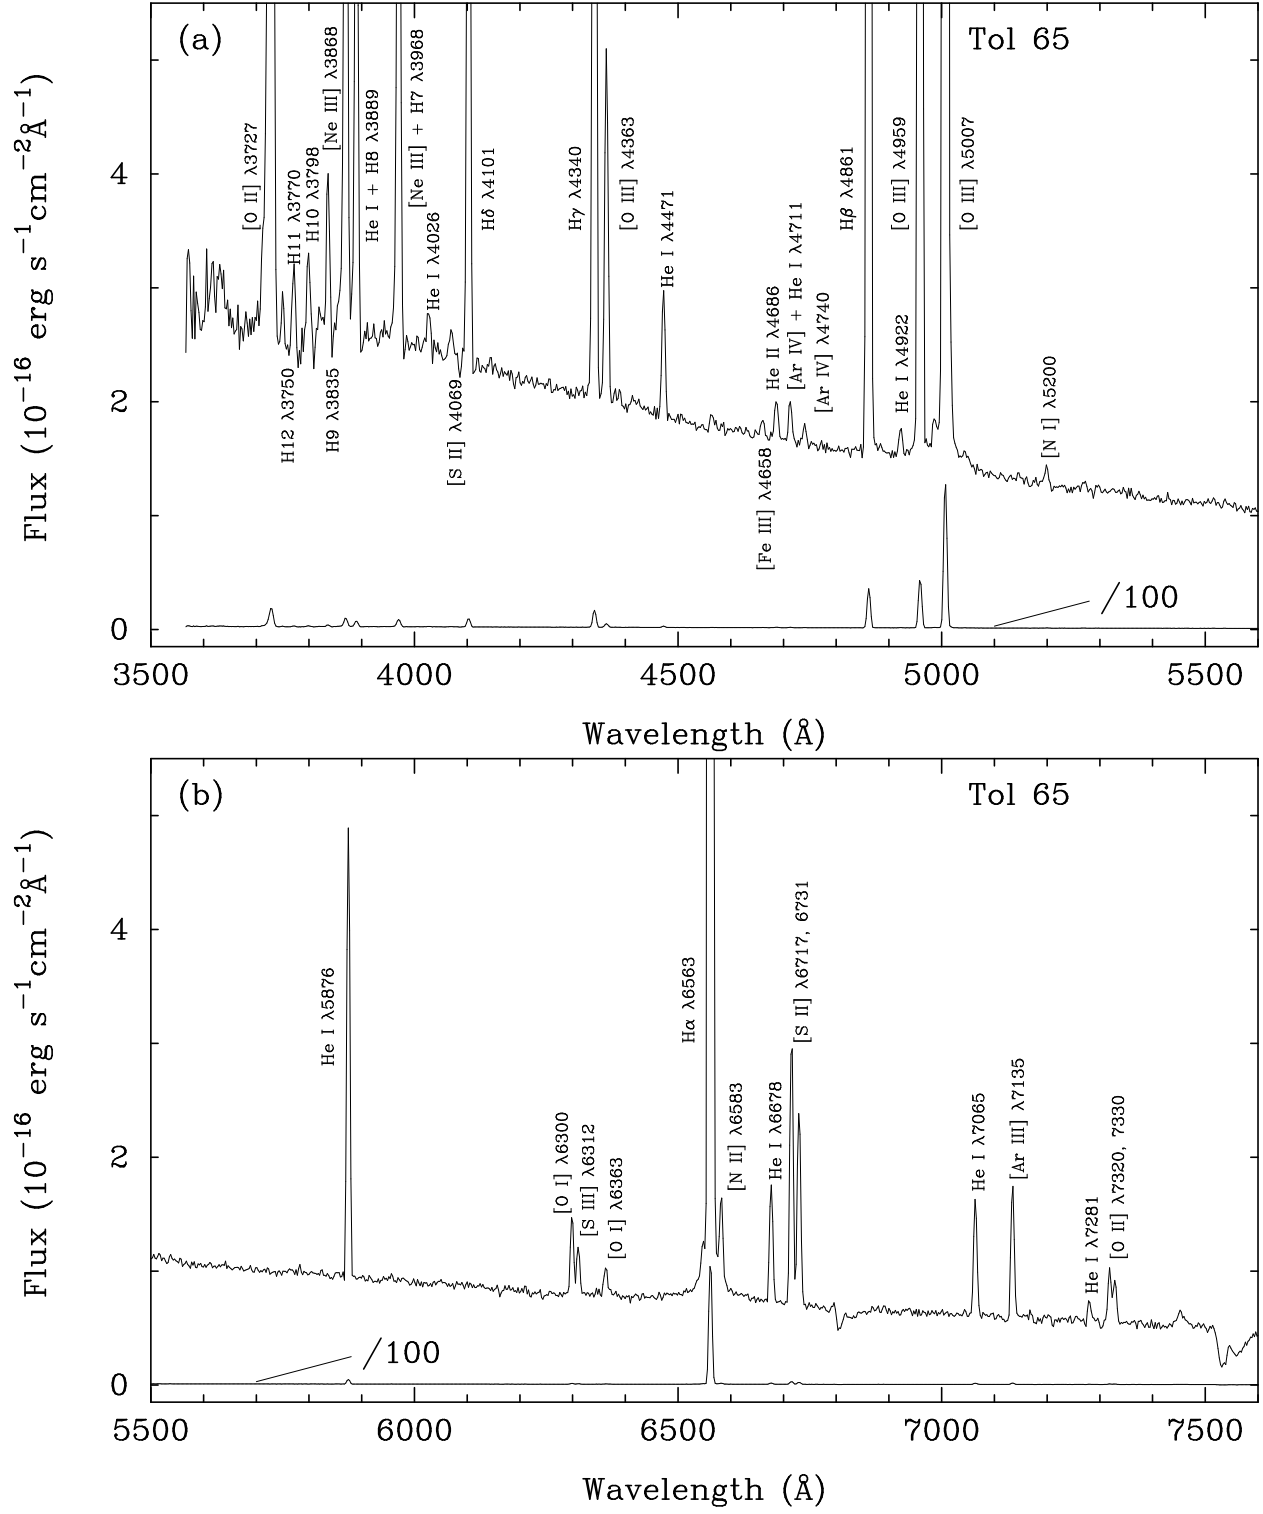 (a)
Tol 65
Flux (10−16 erg s−1cm−2Å−1)
4
2
0
[O II] λ3727
H12 λ3750
H11 λ3770
H10 λ3798
H9 λ3835
[Ne III] λ3868
He I + H8 λ3889
[Ne III] + H7 λ3968
He I λ4026
[S II] λ4069
Hδ λ4101
Hγ λ4340
[O III] λ4363
He I λ4471
[Fe III] λ4658
He II λ4686
[Ar IV] + He I λ4711
[Ar IV] λ4740
Hβ λ4861
He I λ4922
[O III] λ4959
[O III] λ5007
[N I] λ5200
/100
3500 4000 4500 5000 5500
Wavelength (Å)
(b)
Tol 65
Flux (10−16 erg s−1cm−2Å−1)
4
2
0
He I λ5876
[O I] λ6300
[S III] λ6312
[O I] λ6363
Hα λ6563
[N II] λ6583
He I λ6678
[S II] λ6717, 6731
He I λ7065
[Ar III] λ7135
He I λ7281
[O II] λ7320, 7330
/100
5500 6000 6500 7000 7500
Wavelength (Å)